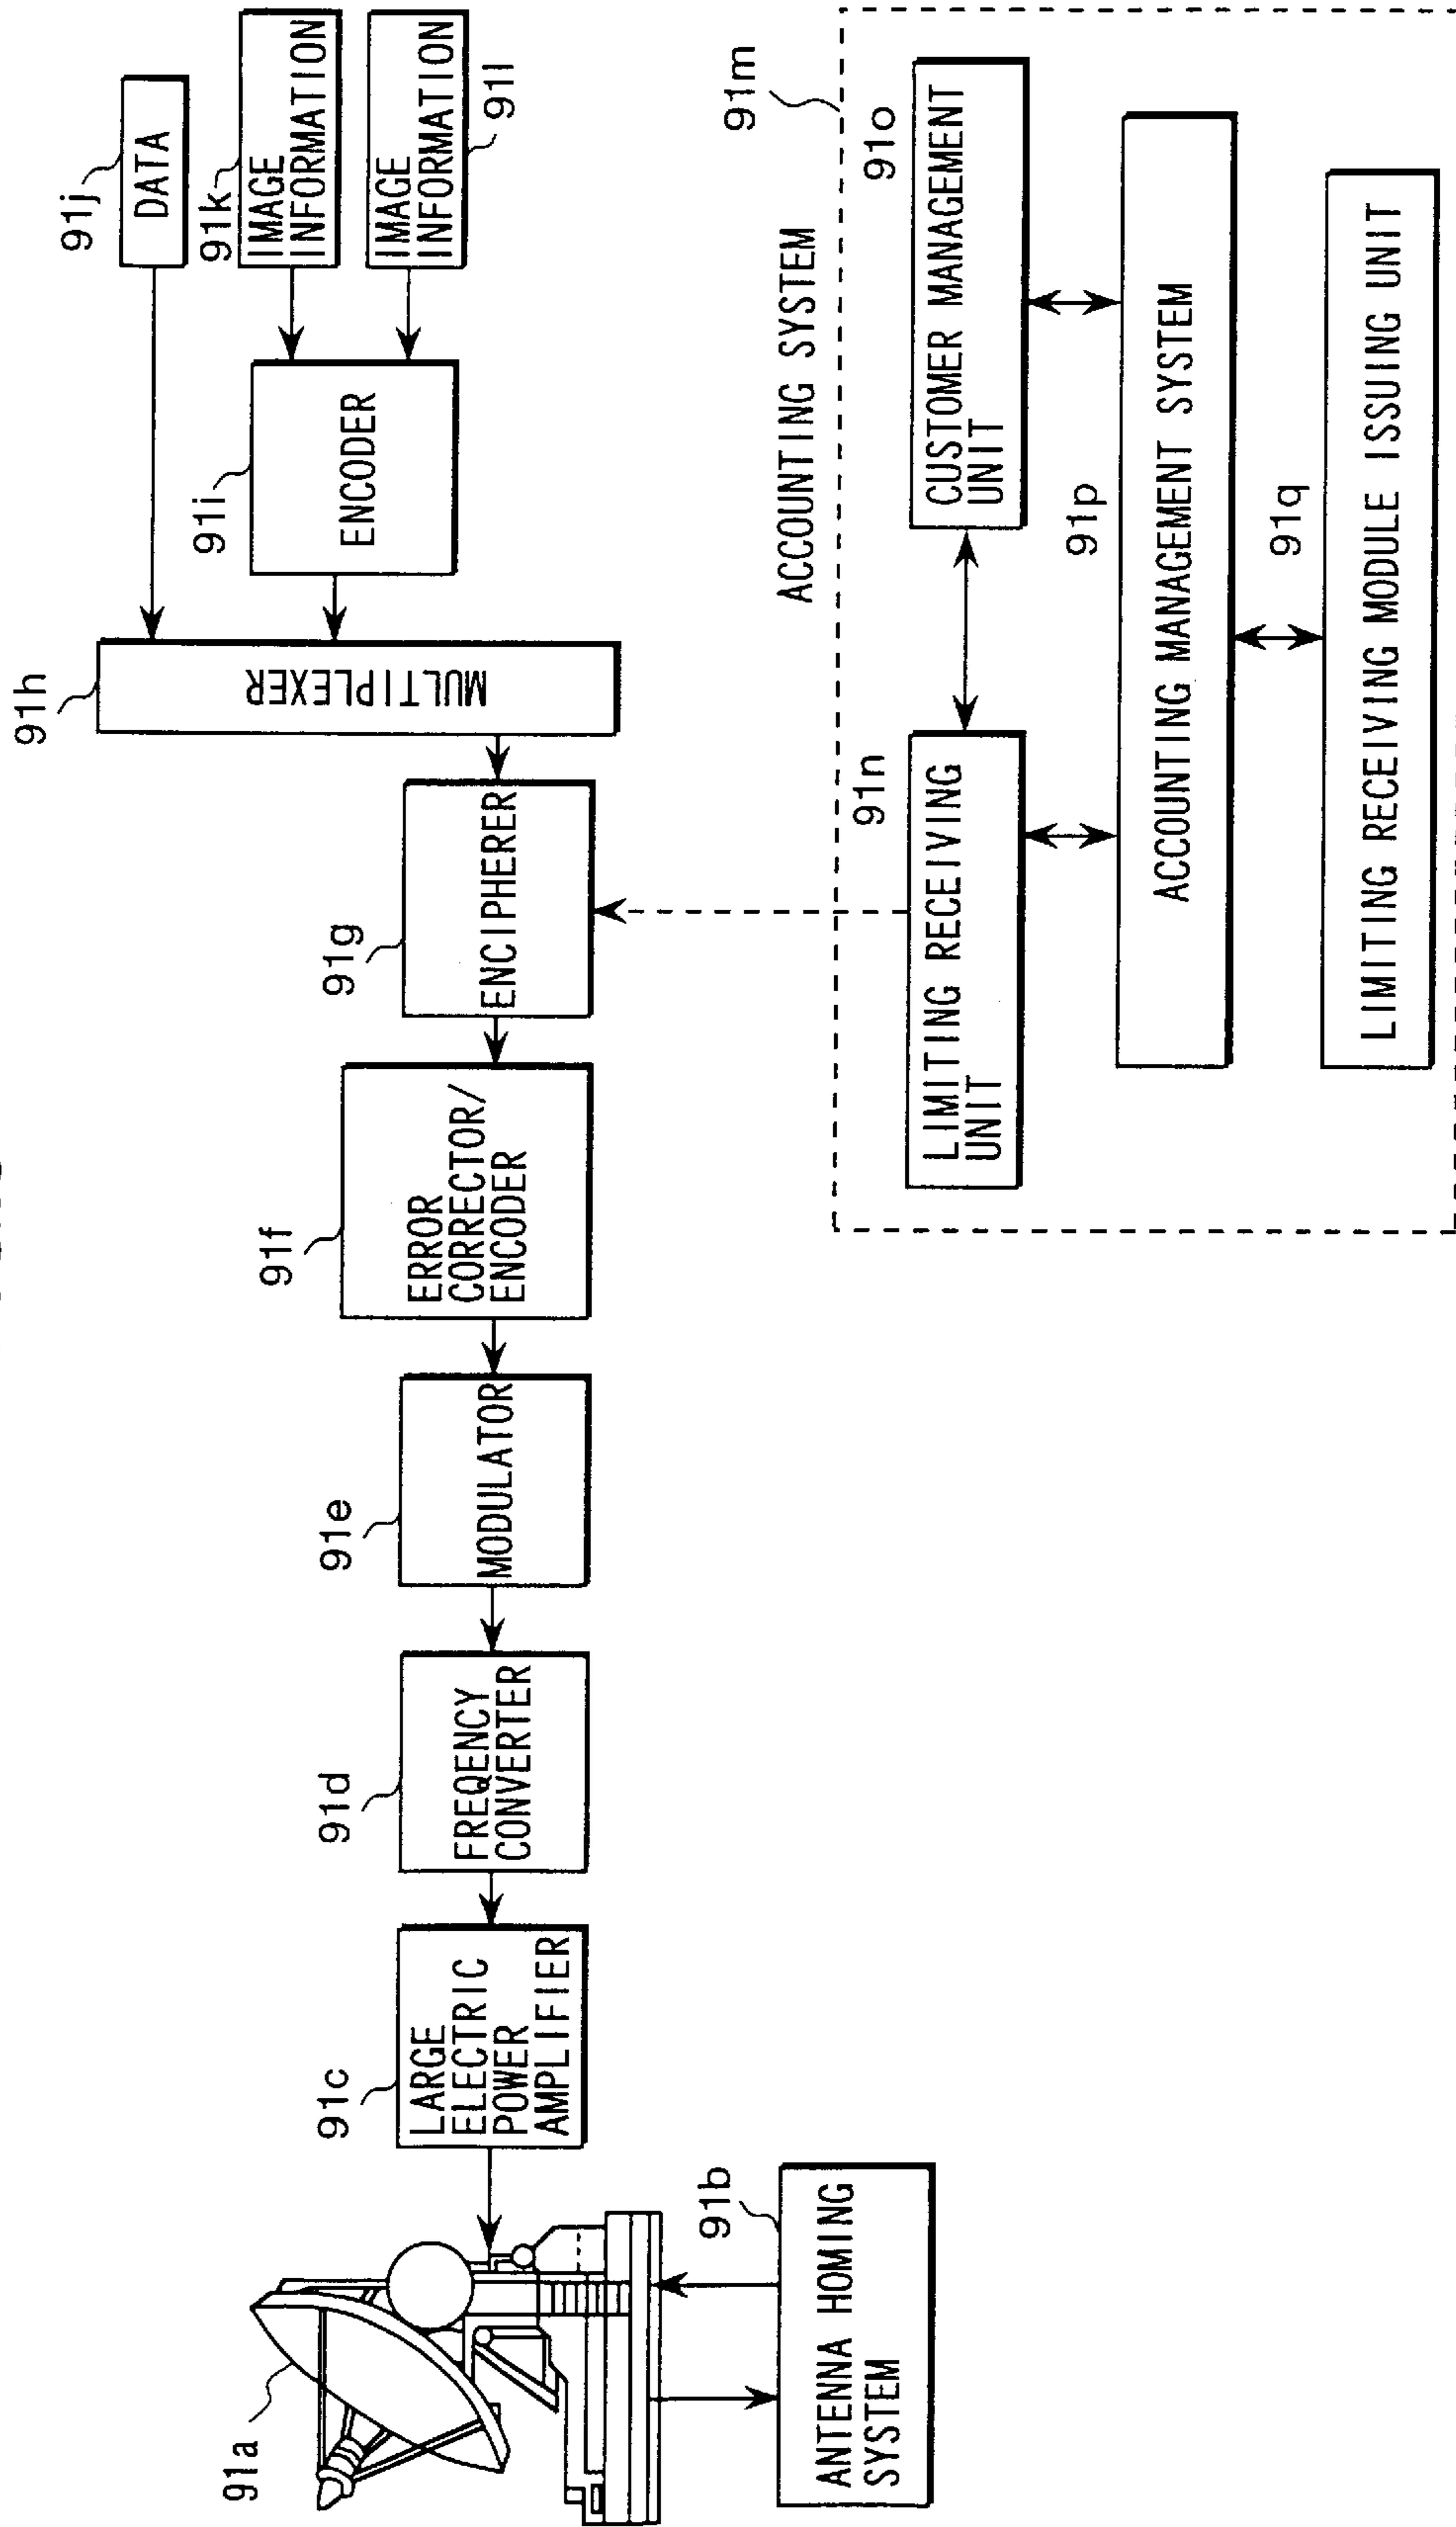 91a
91b
ANTENNA HOMING
SYSTEM
91c
LARGE
ELECTRIC
POWER
AMPLIFIER
91d
FREQENCY
CONVERTER
91e
MODULATOR
91f
ERROR
CORRECTOR/
ENCODER
91g
ENCIPHERER
91h
MULTIPLEXER
91i
ENCODER
91j
DATA
91k
IMAGE
INFORMATION
IMAGE
INFORMATION
91l
ACCOUNTING SYSTEM
91m
91n
LIMITING RECEIVING
UNIT
91o
CUSTOMER MANAGEMENT
UNIT
91p
ACCOUNTING MANAGEMENT SYSTEM
91q
LIMITING RECEIVING MODULE ISSUING UNIT